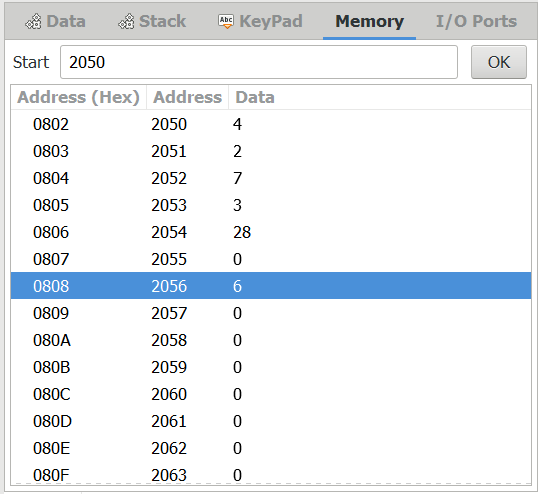 Data Stack Abc KeyPad Memory I/O Ports
Start 2050 OK
Address (Hex) Address Data
0802 2050 4
0803 2051 2
0804 2052 7
0805 2053 3
0806 2054 28
0807 2055 0
0808 2056 6
0809 2057 0
080A 2058 0
080B 2059 0
080C 2060 0
080D 2061 0
080E 2062 0
080F 2063 0